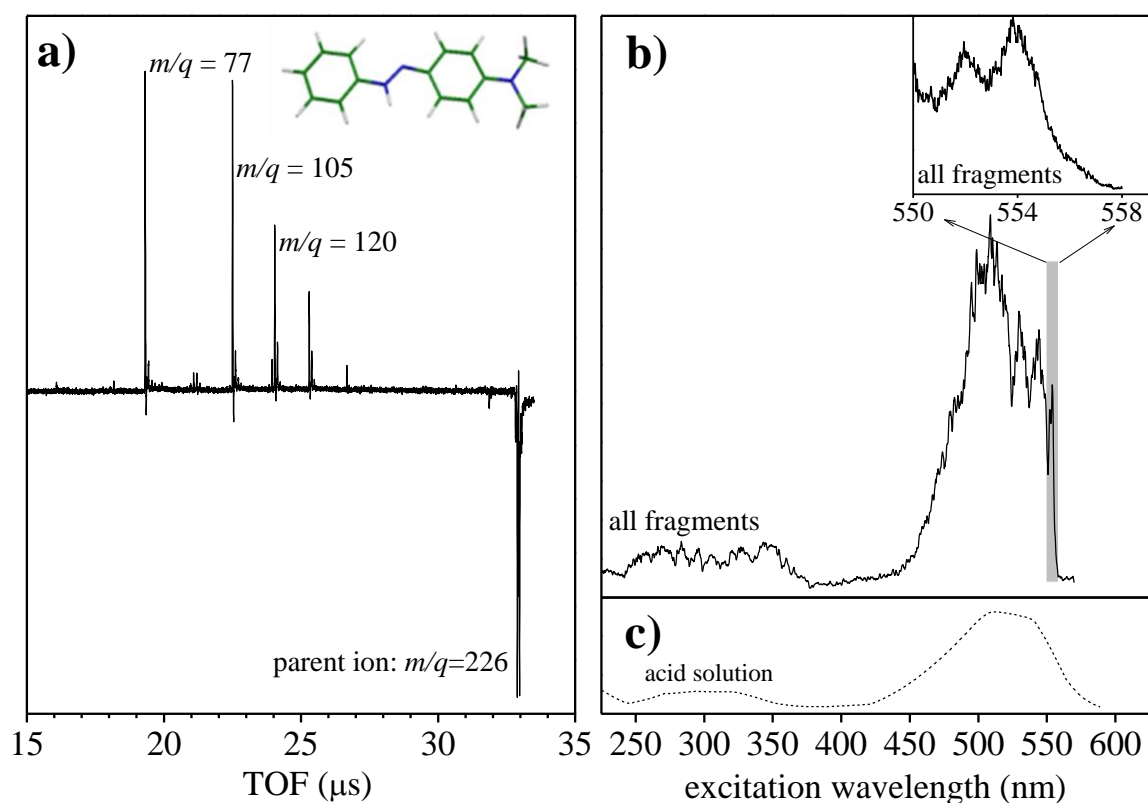 a)
m/q = 77
m/q = 105
m/q = 120
parent ion: m/q=226
15 20 25 30 35
TOF (μs)
b)
all fragments
550 554 558
all fragments
c)
acid solution
250 300 350 400 450 500 550 600
excitation wavelength (nm)